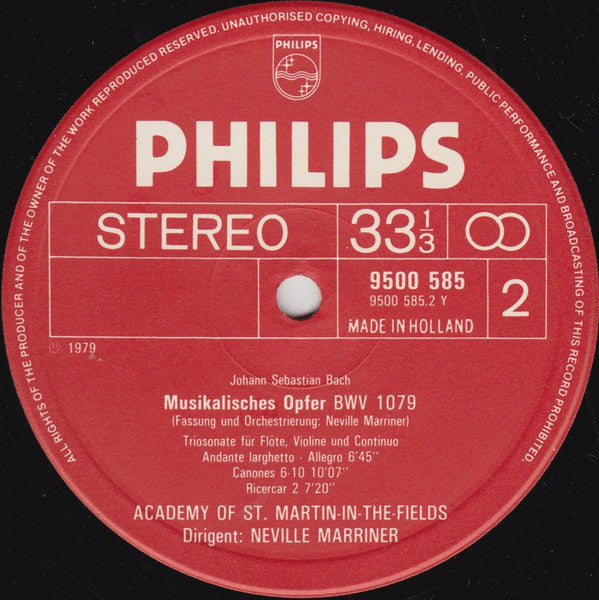 ALL RIGHTS OF THE PRODUCER AND OF THE OWNER OF THE WORK REPRODUCED RESERVED. UNAUTHORISED COPYING, HIRING, LENDING, PUBLIC PERFORMANCE AND BROADCASTING OF THIS RECORD PROHIBITED.
PHILIPS
PHILIPS
STEREO
33 1/3
9500 585
9500 585.2 Y
MADE IN HOLLAND
2
℗ 1979
Johann Sebastian Bach
Musikalisches Opfer BWV 1079
(Fassung und Orchestrierung: Neville Marriner)
Triosonate für Flöte, Violine und Continuo
Andante larghetto - Allegro 6'45''
Canones 6-10 10'07''
Ricercar 2 7'20''
ACADEMY OF ST. MARTIN-IN-THE-FIELDS
Dirigent: NEVILLE MARRINER